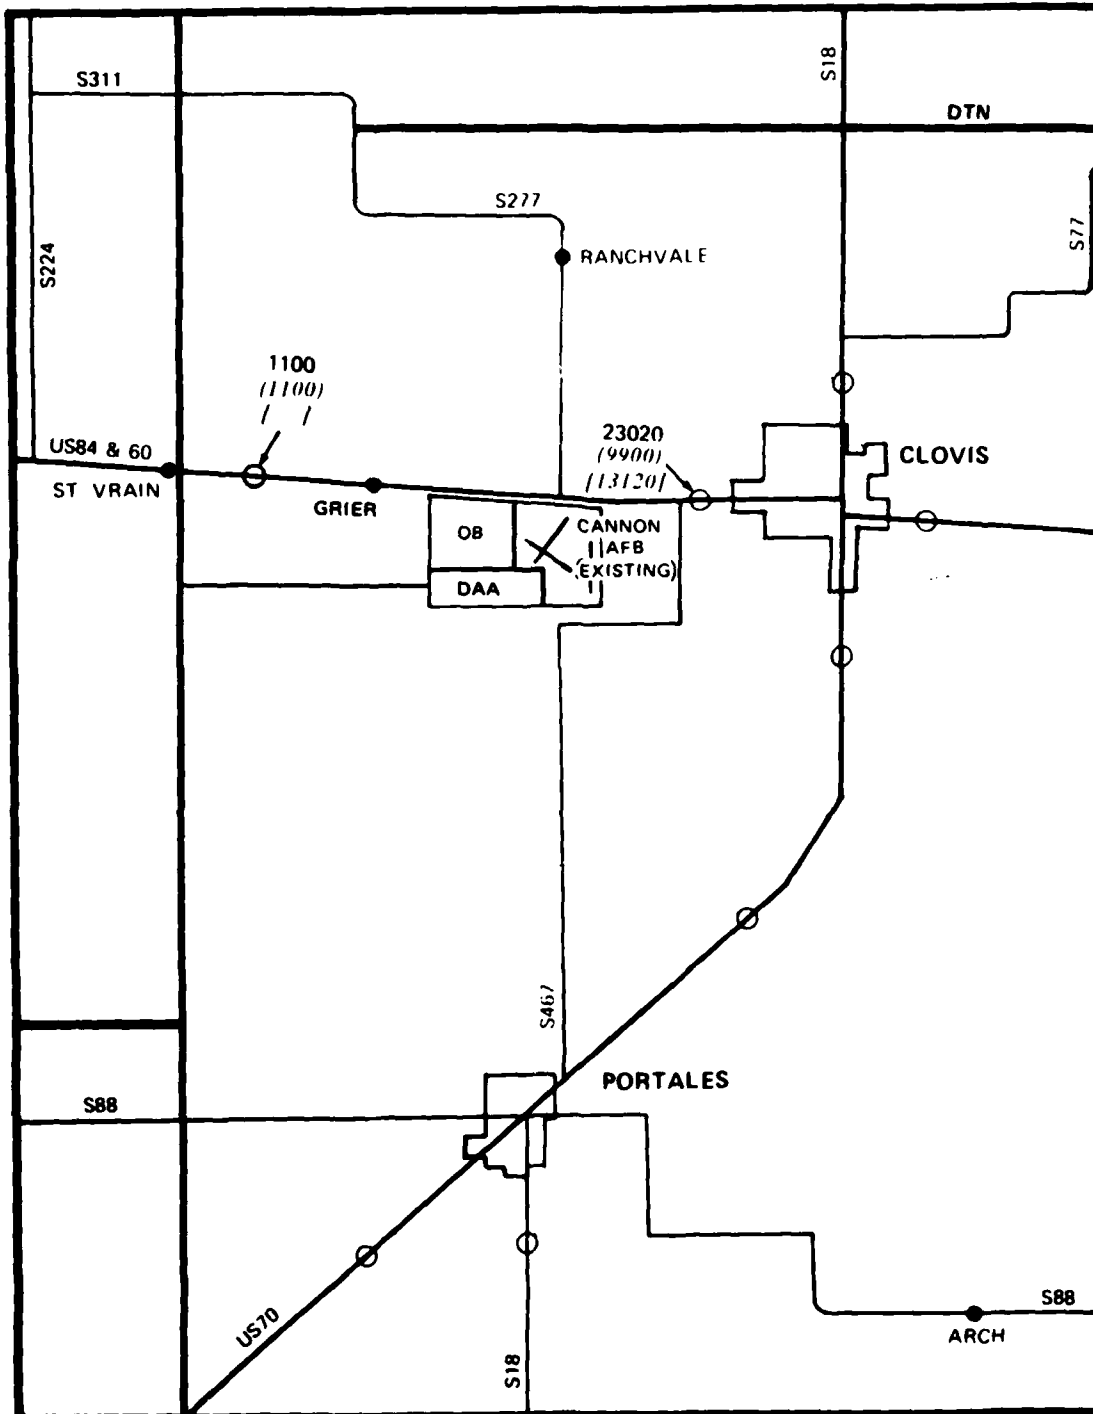 S18
S311
DTN
S277
S77
RANCHVALE
S224
1100
(1100)
[ ]
US84 & 60
23020
(9900)
[13120]
CLOVIS
ST VRAIN
GRIER
OB
CANNON
AFB
(EXISTING)
DAA
S467
PORTALES
S88
US70
S88
ARCH
S18